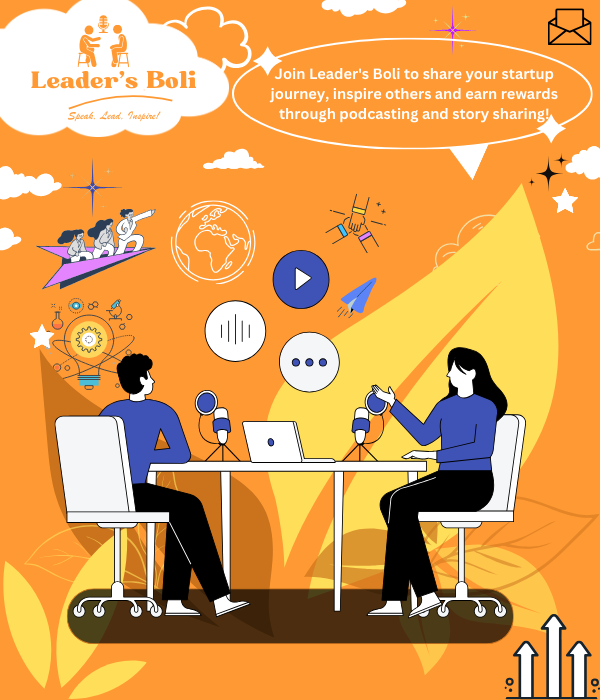 Leader's Boli
Speak. Lead. Inspire!
Join Leader's Boli to share your startup
journey, inspire others and earn rewards
through podcasting and story sharing!